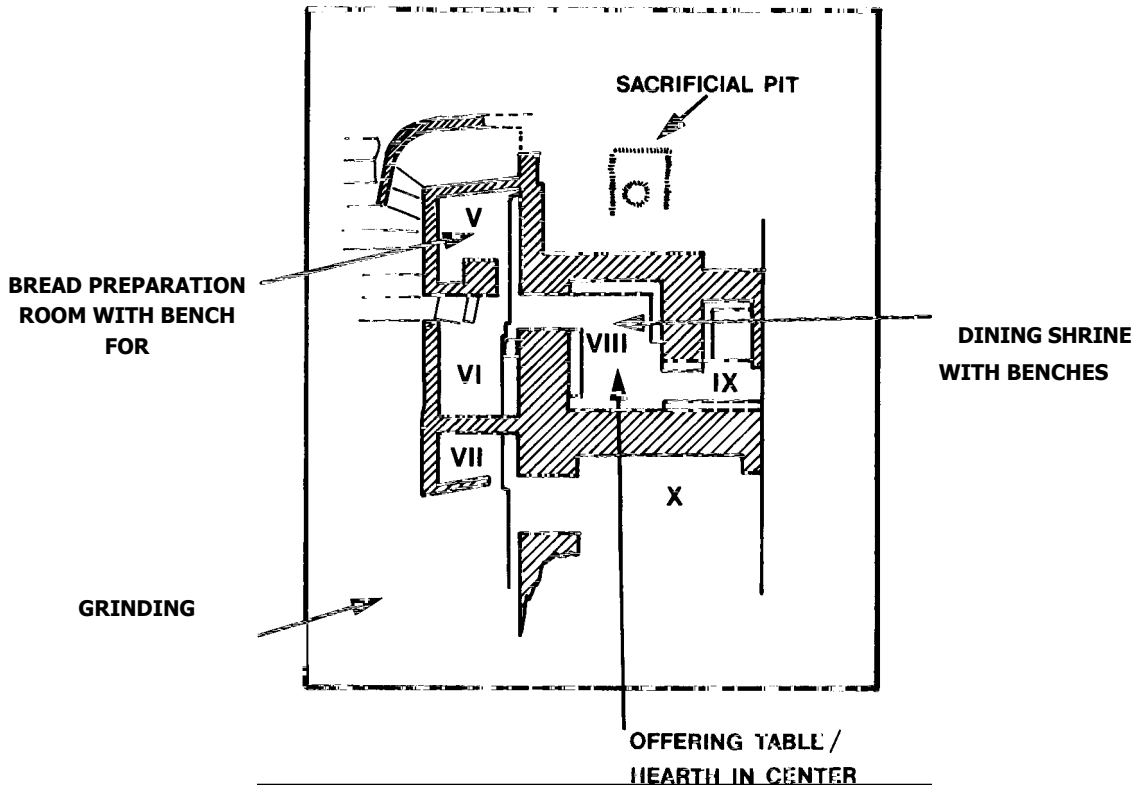 SACRIFICIAL PIT
V
BREAD PREPARATION
ROOM WITH BENCH
FOR
DINING SHRINE
WITH BENCHES
VIII
VI
IX
VII
X
GRINDING
OFFERING TABLE /
HEARTH IN CENTER